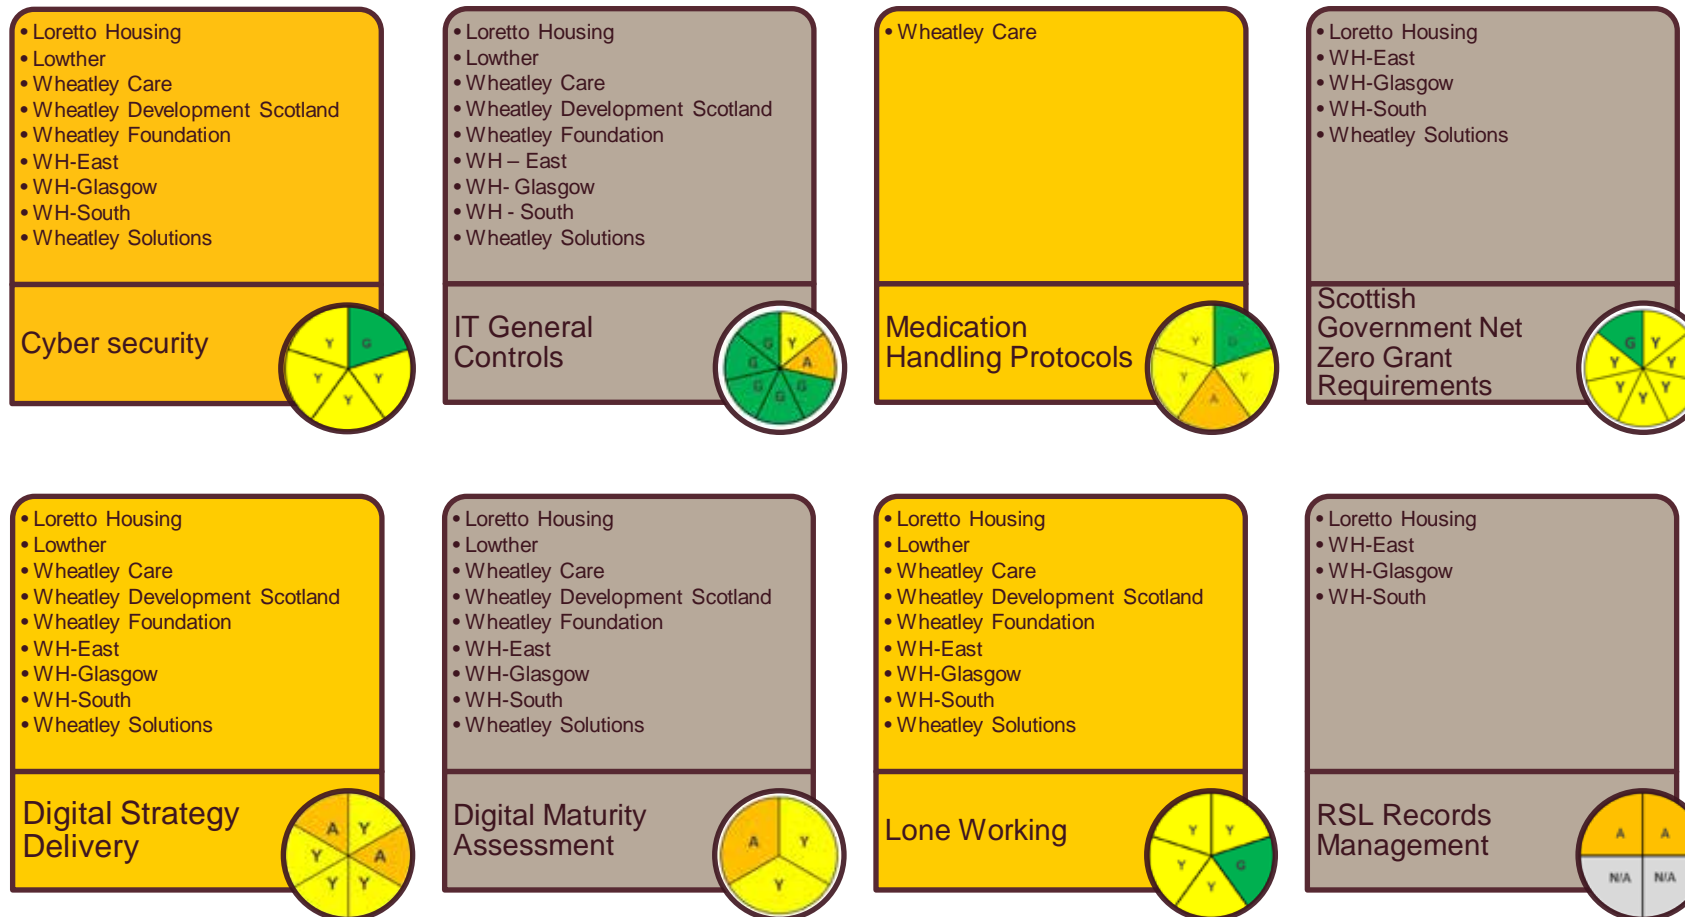 • Loretto Housing
• Lowther
• Wheatley Care
• Wheatley Development Scotland
• Wheatley Foundation
• WH-East
• WH-Glasgow
• WH-South
• Wheatley Solutions
Cyber security
Y G
Y Y
Y
• Loretto Housing
• Lowther
• Wheatley Care
• Wheatley Development Scotland
• Wheatley Foundation
• WH – East
• WH- Glasgow
• WH - South
• Wheatley Solutions
IT General
Controls
G Y
G A
G G
G
• Wheatley Care
Medication
Handling Protocols
Y G
Y Y
A
• Loretto Housing
• WH-East
• WH-Glasgow
• WH-South
• Wheatley Solutions
Scottish
Government Net
Zero Grant
Requirements
G Y
Y Y
Y Y
Y
• Loretto Housing
• Lowther
• Wheatley Care
• Wheatley Development Scotland
• Wheatley Foundation
• WH-East
• WH-Glasgow
• WH-South
• Wheatley Solutions
Digital Strategy
Delivery
A Y
Y A
Y Y
• Loretto Housing
• Lowther
• Wheatley Care
• Wheatley Development Scotland
• Wheatley Foundation
• WH-East
• WH-Glasgow
• WH-South
• Wheatley Solutions
Digital Maturity
Assessment
A Y
Y
• Loretto Housing
• Lowther
• Wheatley Care
• Wheatley Development Scotland
• Wheatley Foundation
• WH-East
• WH-Glasgow
• WH-South
• Wheatley Solutions
Lone Working
Y Y
Y G
Y
• Loretto Housing
• WH-East
• WH-Glasgow
• WH-South
RSL Records
Management
A A
N/A N/A